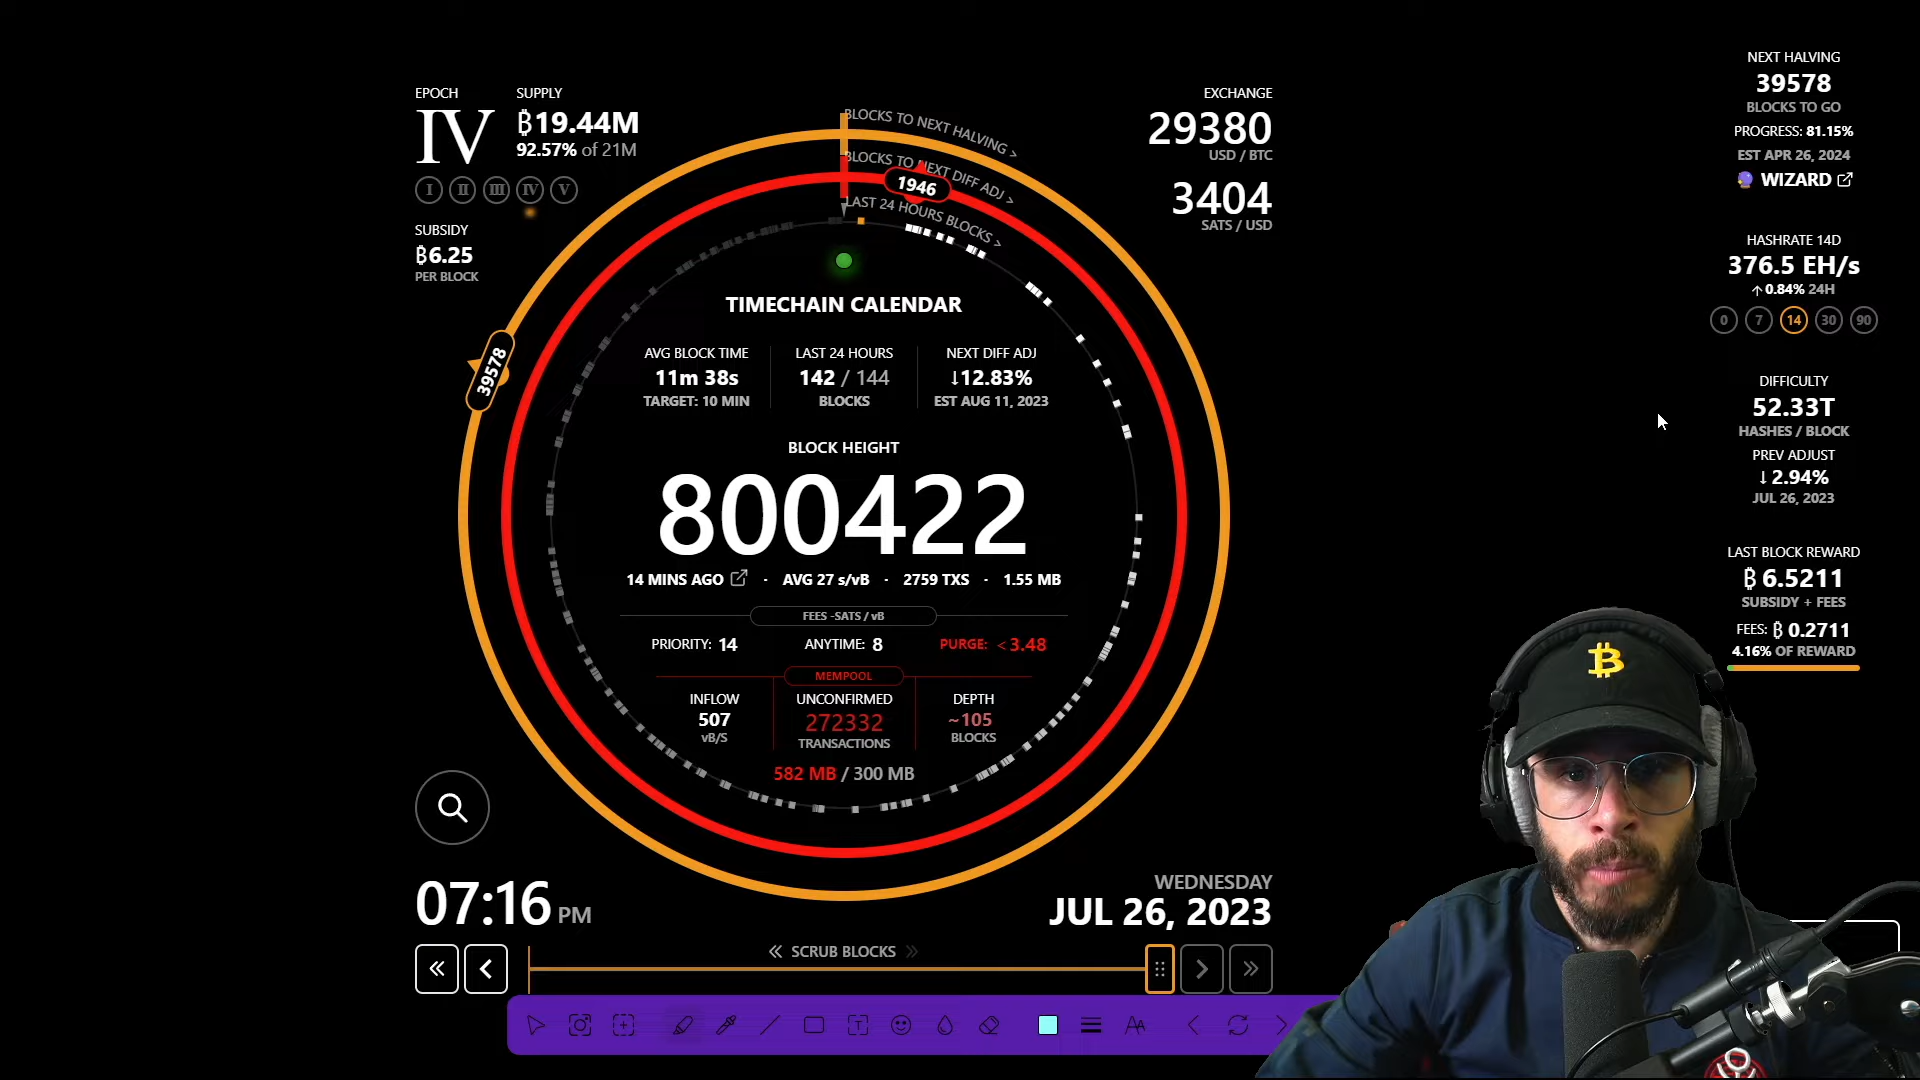 EPOCH
IV
I II III IV V
SUPPLY
₿19.44M
92.57% of 21M
SUBSIDY
₿6.25
PER BLOCK
BLOCKS TO NEXT HALVING >
BLOCKS TO NEXT DIFF ADJ >
LAST 24 HOURS BLOCKS >
1946
39578
EXCHANGE
29380
USD / BTC
3404
SATS / USD
TIMECHAIN CALENDAR
AVG BLOCK TIME
11m 38s
TARGET: 10 MIN
LAST 24 HOURS
142 / 144
BLOCKS
NEXT DIFF ADJ
↓12.83%
EST AUG 11, 2023
BLOCK HEIGHT
800422
14 MINS AGO · AVG 27 s/vB · 2759 TXS · 1.55 MB
FEES -SATS / vB
PRIORITY: 14 ANYTIME: 8 PURGE: < 3.48
MEMPOOL
INFLOW
507
vB/S
UNCONFIRMED
272332
TRANSACTIONS
DEPTH
~105
BLOCKS
582 MB / 300 MB
07:16 PM
WEDNESDAY
JUL 26, 2023
« SCRUB BLOCKS »
NEXT HALVING
39578
BLOCKS TO GO
PROGRESS: 81.15%
EST APR 26, 2024
WIZARD
HASHRATE 14D
376.5 EH/s
↑ 0.84% 24H
0 7 14 30 90
DIFFICULTY
52.33T
HASHES / BLOCK
PREV ADJUST
↓ 2.94%
JUL 26, 2023
LAST BLOCK REWARD
₿ 6.5211
SUBSIDY + FEES
FEES: ₿ 0.2711
4.16% OF REWARD